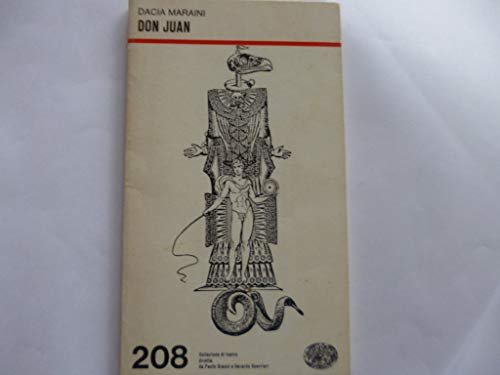 DACIA MARAINI
DON JUAN
208
Collezione di teatro
diretta
da Paolo Grassi e Gerardo Guerrieri